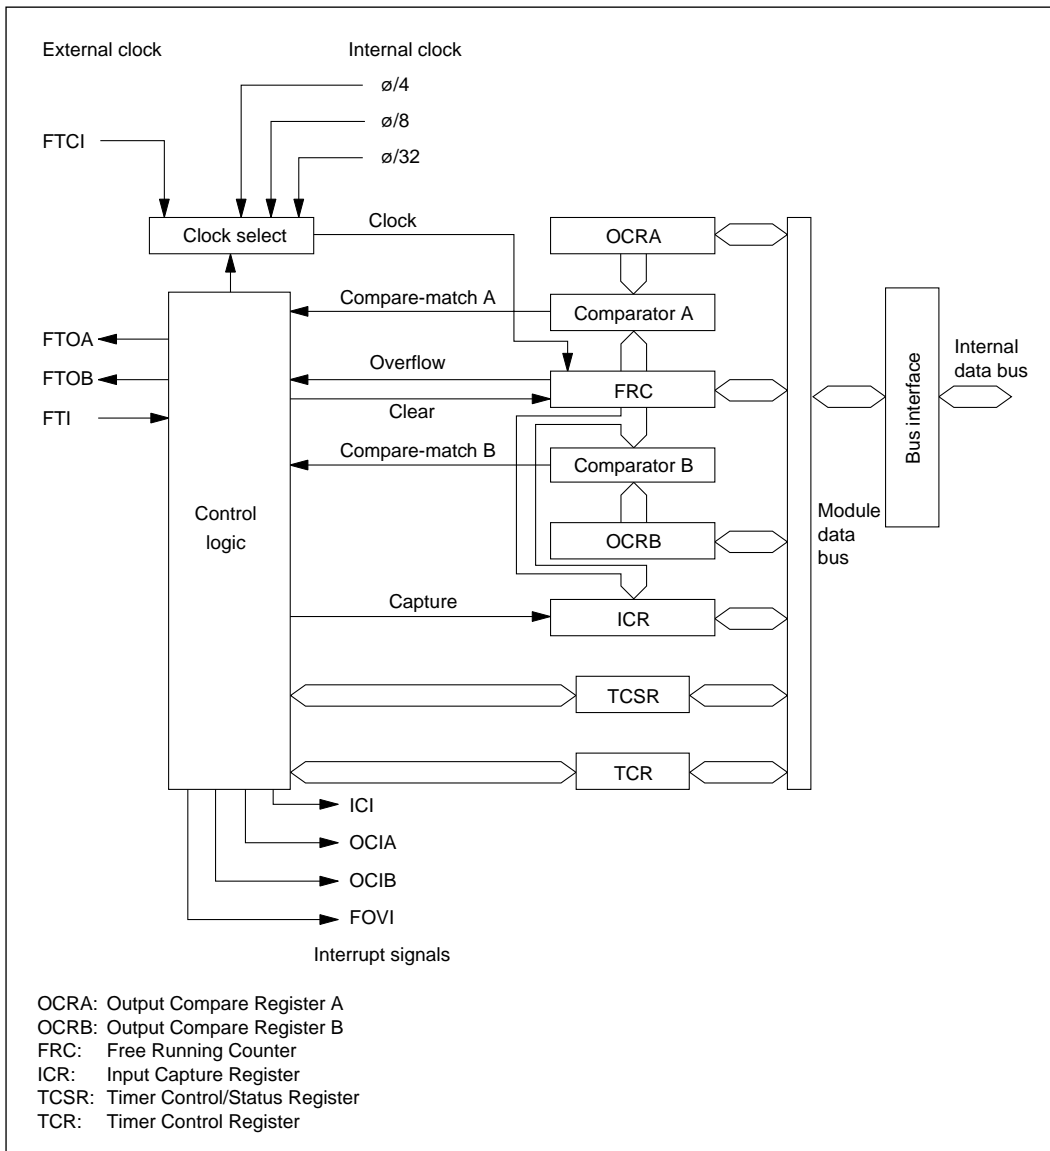 External clock
Internal clock
ø/4
ø/8
FTCI
ø/32
Clock
OCRA
Clock select
Compare-match A
Comparator A
FTOA
Internal
data bus
Overflow
FTOB
FRC
Bus interface
Clear
FTI
Compare-match B
Comparator B
Control
logic
Module
data
bus
OCRB
Capture
ICR
TCSR
TCR
ICI
OCIA
OCIB
FOVI
Interrupt signals
OCRA: Output Compare Register A
OCRB: Output Compare Register B
FRC: Free Running Counter
ICR: Input Capture Register
TCSR: Timer Control/Status Register
TCR: Timer Control Register